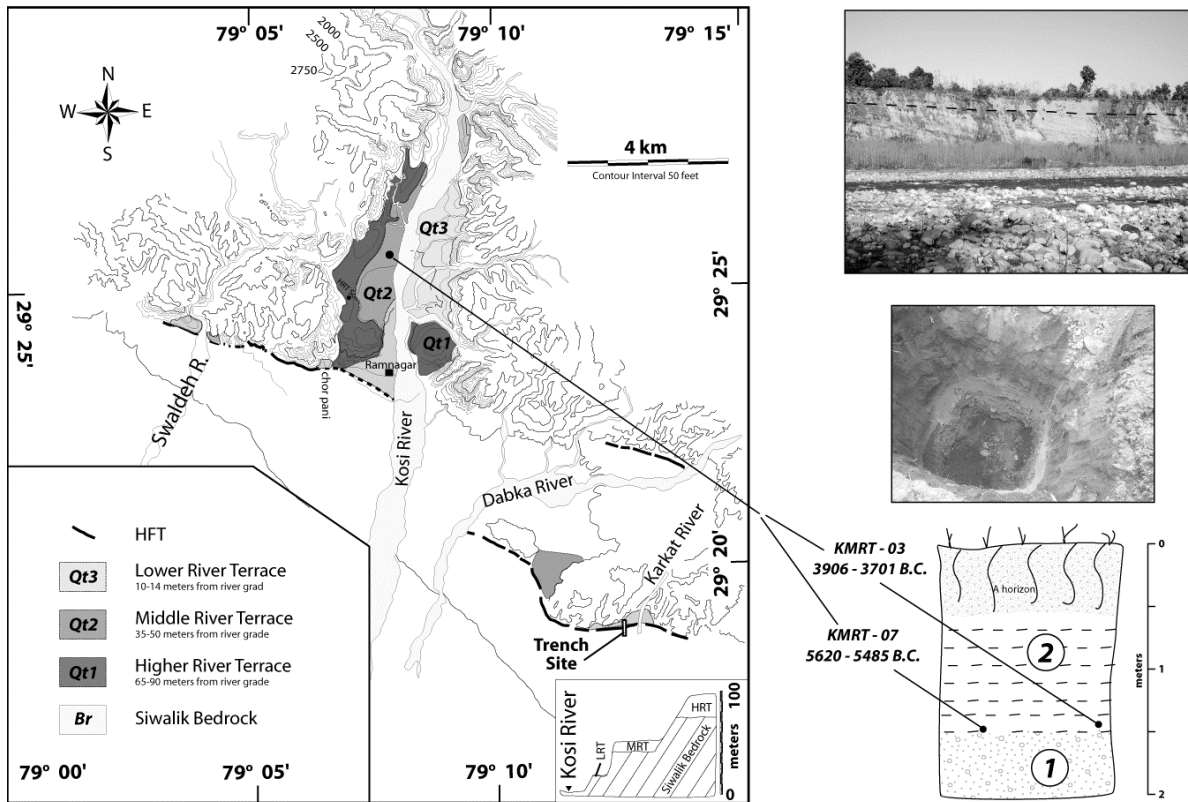 79° 05'
79° 10'
79° 15'
2000
2500
2750
N
W
E
S
4 km
Contour Interval 50 feet
Qt3
29° 25'
29° 25'
Qt2
Qt1
Ramnagar
chor pani
Swaldeh R.
Kosi River
Dabka River
Karkat River
29° 20'
Trench
Site
HFT
Qt3
Lower River Terrace
10-14 meters from river grad
Qt2
Middle River Terrace
35-50 meters from river grade
Qt1
Higher River Terrace
65-90 meters from river grade
Br
Siwalik Bedrock
79° 00'
79° 05'
79° 10'
Kosi River
LRT
MRT
HRT
Siwalik Bedrock
100
meters
0
KMRT - 03
3906 - 3701 B.C.
KMRT - 07
5620 - 5485 B.C.
A horizon
2
1
0
1
2
meters